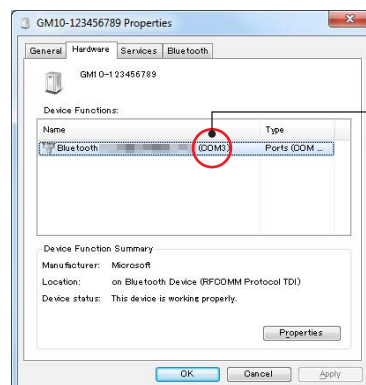 GM10-123456789 Properties
General Hardware Services Bluetooth
GM10-123456789
Device Functions:
Name Type
Bluetooth (COM3) Ports (COM ...
Device Function Summary
Manufacturer: Microsoft
Location: on Bluetooth Device (RFCOMM Protocol TDI)
Device status: This device is working properly.
Properties
OK Cancel Apply